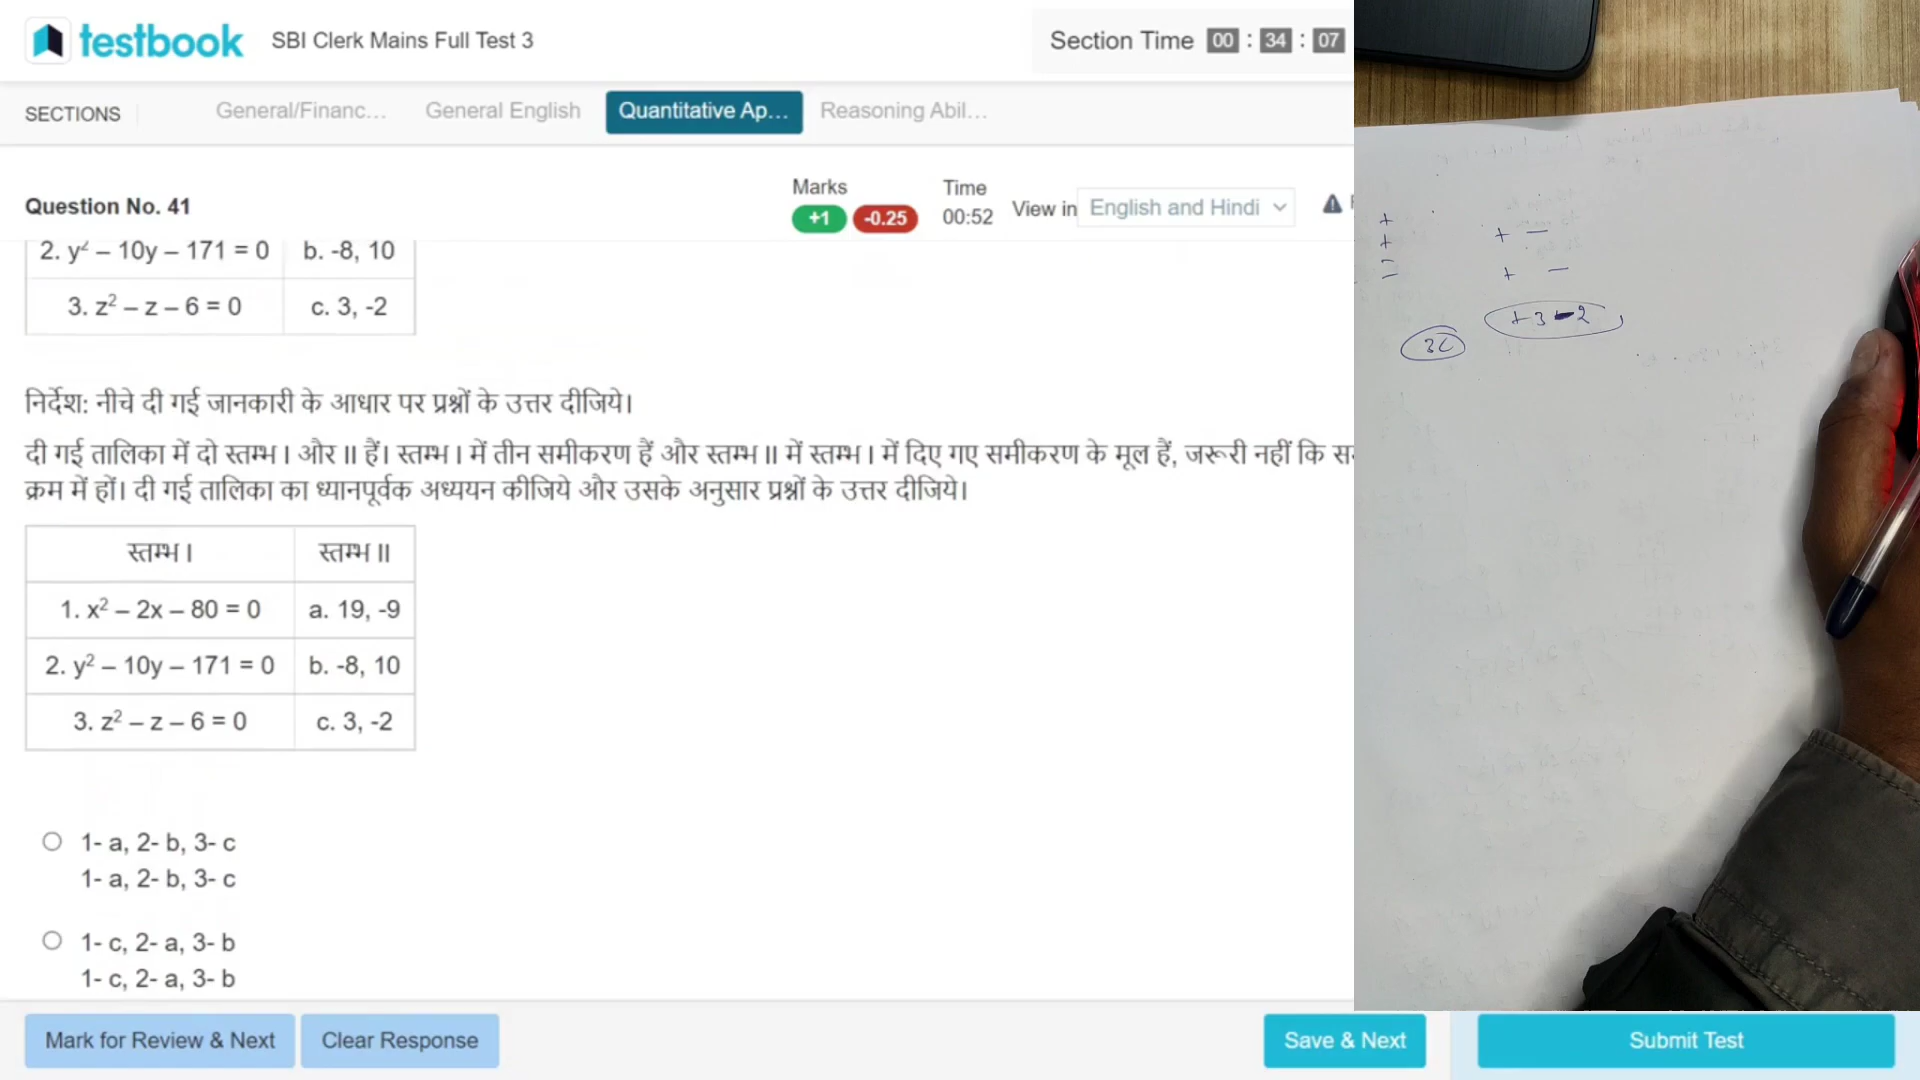 testbook
SBI Clerk Mains Full Test 3
Section Time 00 : 34 : 07
SECTIONS
General/Financ...
General English
Quantitative Ap...
Reasoning Abil...
Question No. 41
Marks
+1 -0.25
Time
00:52
View in English and Hindi
2. y² – 10y – 171 = 0 b. -8, 10
3. z² – z – 6 = 0 c. 3, -2
निर्देश: नीचे दी गई जानकारी के आधार पर प्रश्नों के उत्तर दीजिये।
दी गई तालिका में दो स्तम्भ I और II हैं। स्तम्भ I में तीन समीकरण हैं और स्तम्भ II में स्तम्भ I में दिए गए समीकरण के मूल हैं, जरूरी नहीं कि
क्रम में हों। दी गई तालिका का ध्यानपूर्वक अध्ययन कीजिये और उसके अनुसार प्रश्नों के उत्तर दीजिये।
स्तम्भ I स्तम्भ II
1. x² – 2x – 80 = 0 a. 19, -9
2. y² – 10y – 171 = 0 b. -8, 10
3. z² – z – 6 = 0 c. 3, -2
1- a, 2- b, 3- c
1- a, 2- b, 3- c
1- c, 2- a, 3- b
1- c, 2- a, 3- b
Mark for Review & Next
Clear Response
Save & Next
Submit Test
+
+
–
–
+ –
+ –
+3 -2
3c